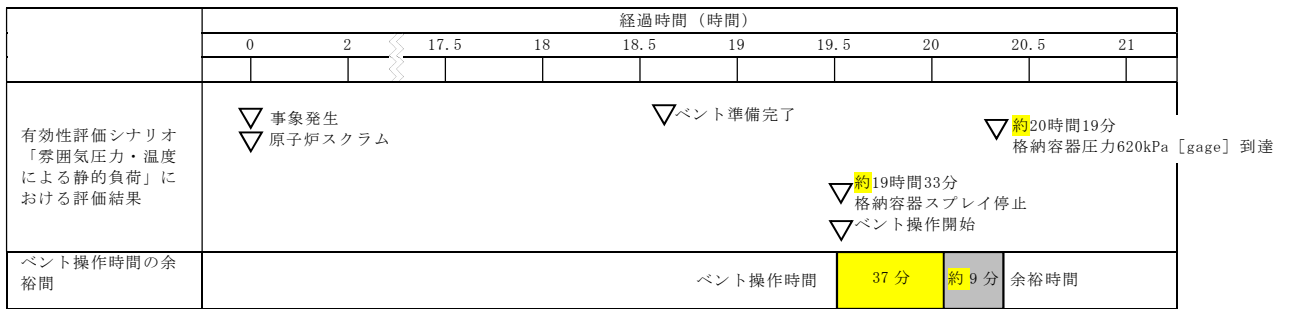 経過時間（時間）
0 2 17.5 18 18.5 19 19.5 20 20.5 21
有効性評価シナリオ
「雰囲気圧力・温度
による静的負荷」に
おける評価結果
事象発生
原子炉スクラム
ベント準備完了
約20時間19分
格納容器圧力620kPa［gage］到達
約19時間33分
格納容器スプレイ停止
ベント操作開始
ベント操作時間の余
裕間
ベント操作時間 37 分 約 9 分 余裕時間